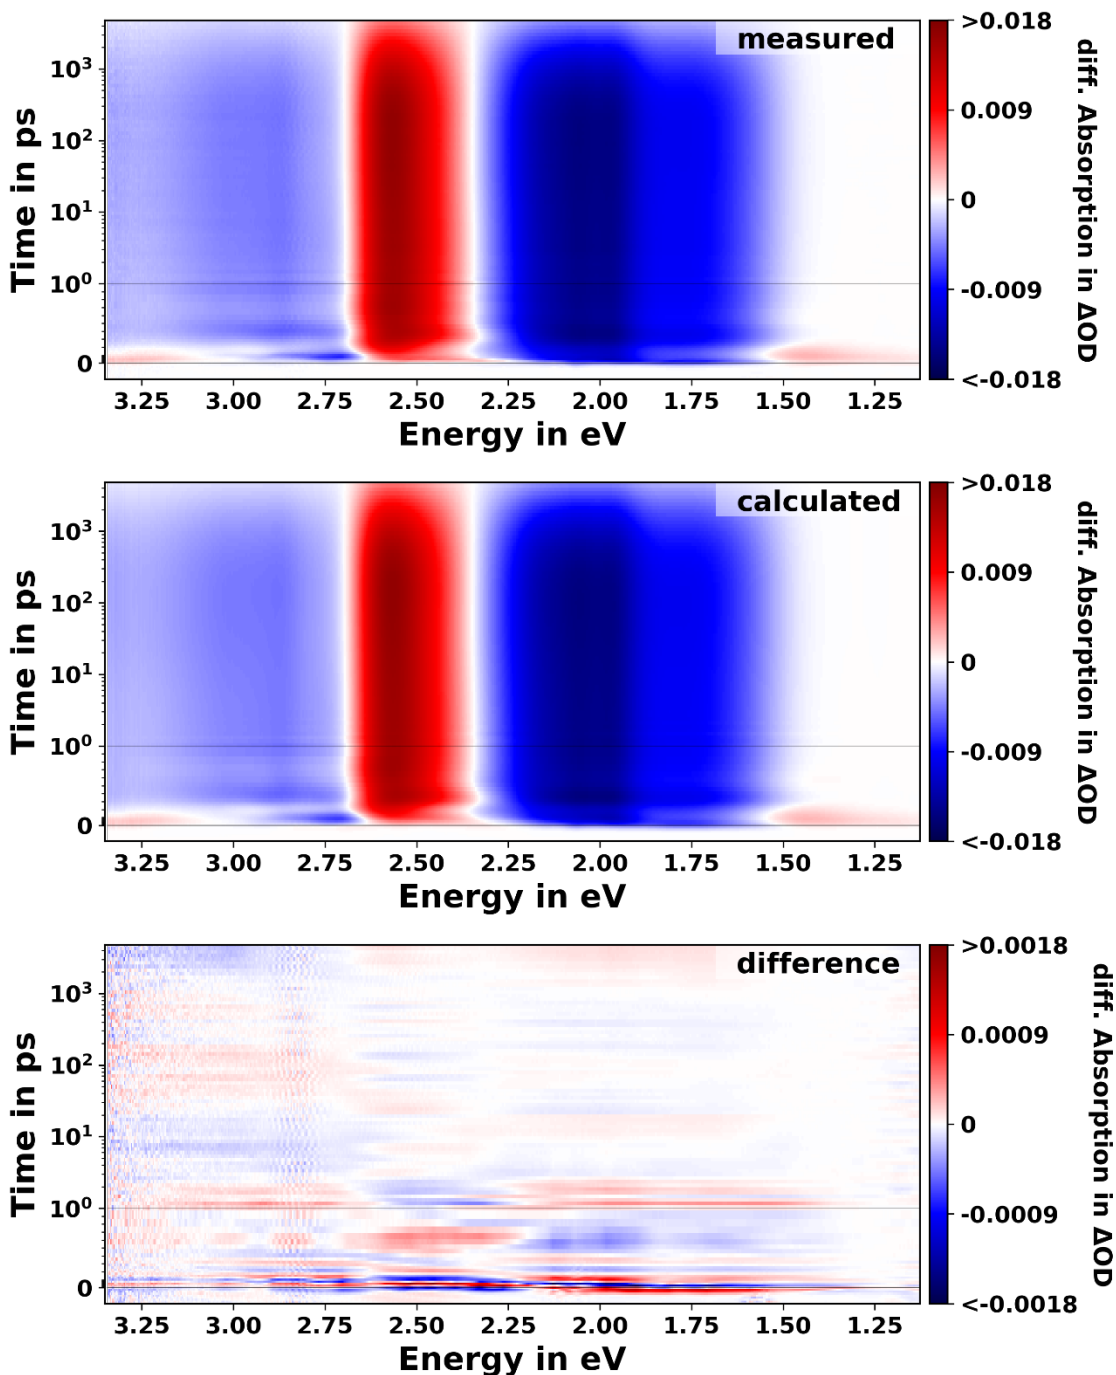 measured
Time in ps
10³
10²
10¹
10⁰
0
3.25 3.00 2.75 2.50 2.25 2.00 1.75 1.50 1.25
Energy in eV
>0.018
0.009
0
-0.009
<-0.018
diff. Absorption in ΔOD
calculated
Time in ps
10³
10²
10¹
10⁰
0
3.25 3.00 2.75 2.50 2.25 2.00 1.75 1.50 1.25
Energy in eV
>0.018
0.009
0
-0.009
<-0.018
diff. Absorption in ΔOD
difference
Time in ps
10³
10²
10¹
10⁰
0
3.25 3.00 2.75 2.50 2.25 2.00 1.75 1.50 1.25
Energy in eV
>0.0018
0.0009
0
-0.0009
<-0.0018
diff. Absorption in ΔOD